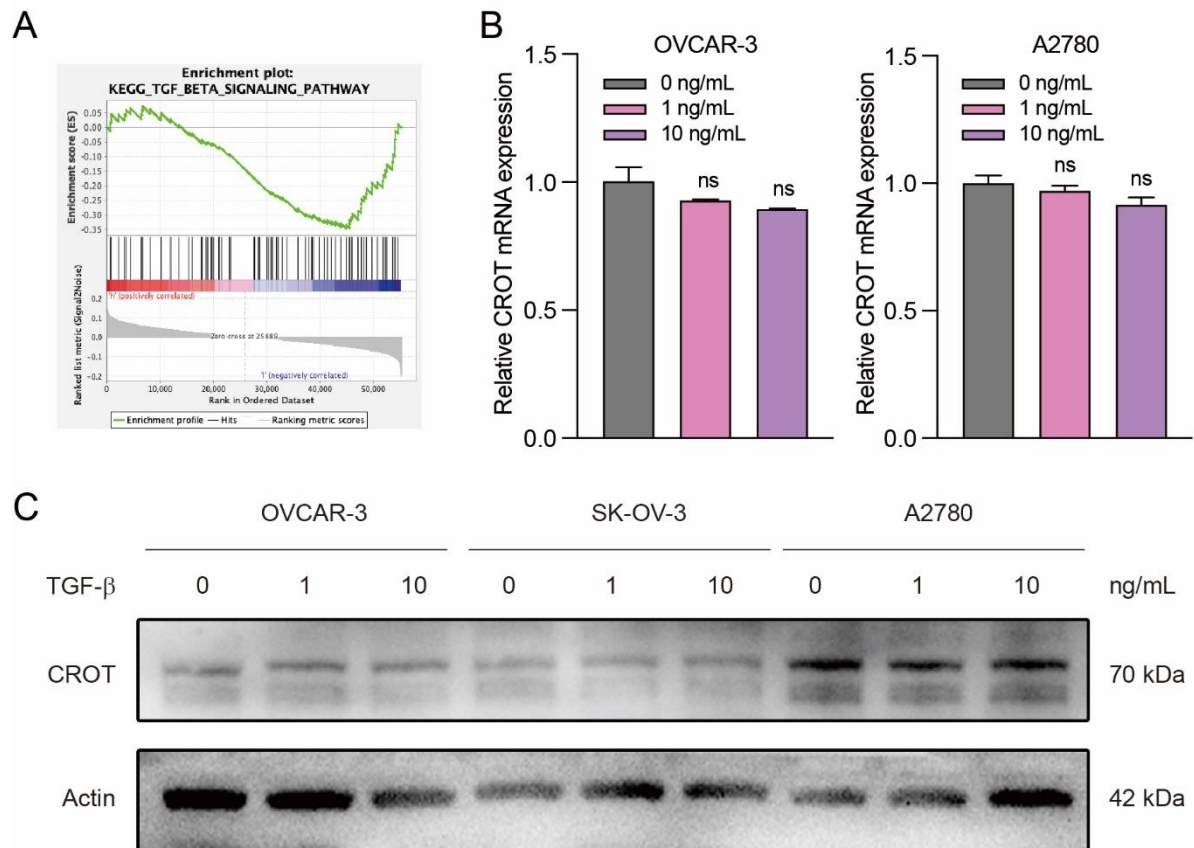 A
Enrichment plot:
KEGG_TGF_BETA_SIGNALING_PATHWAY
Enrichment score (ES)
0.05
0.00
-0.05
-0.10
-0.15
-0.20
-0.25
-0.30
-0.35
'h' (positively correlated)
Ranked list metric (Signal2Noise)
0.2
0.1
0.0
-0.1
-0.2
Zero cross at 25889
'l' (negatively correlated)
0 10,000 20,000 30,000 40,000 50,000
Rank in Ordered Dataset
Enrichment profile Hits Ranking metric scores
B
OVCAR-3
0 ng/mL
1 ng/mL
10 ng/mL
Relative CROT mRNA expression
1.5
1.0
0.5
0.0
ns ns
A2780
0 ng/mL
1 ng/mL
10 ng/mL
Relative CROT mRNA expression
1.5
1.0
0.5
0.0
ns ns
C
OVCAR-3 SK-OV-3 A2780
TGF-β 0 1 10 0 1 10 0 1 10 ng/mL
CROT 70 kDa
Actin 42 kDa